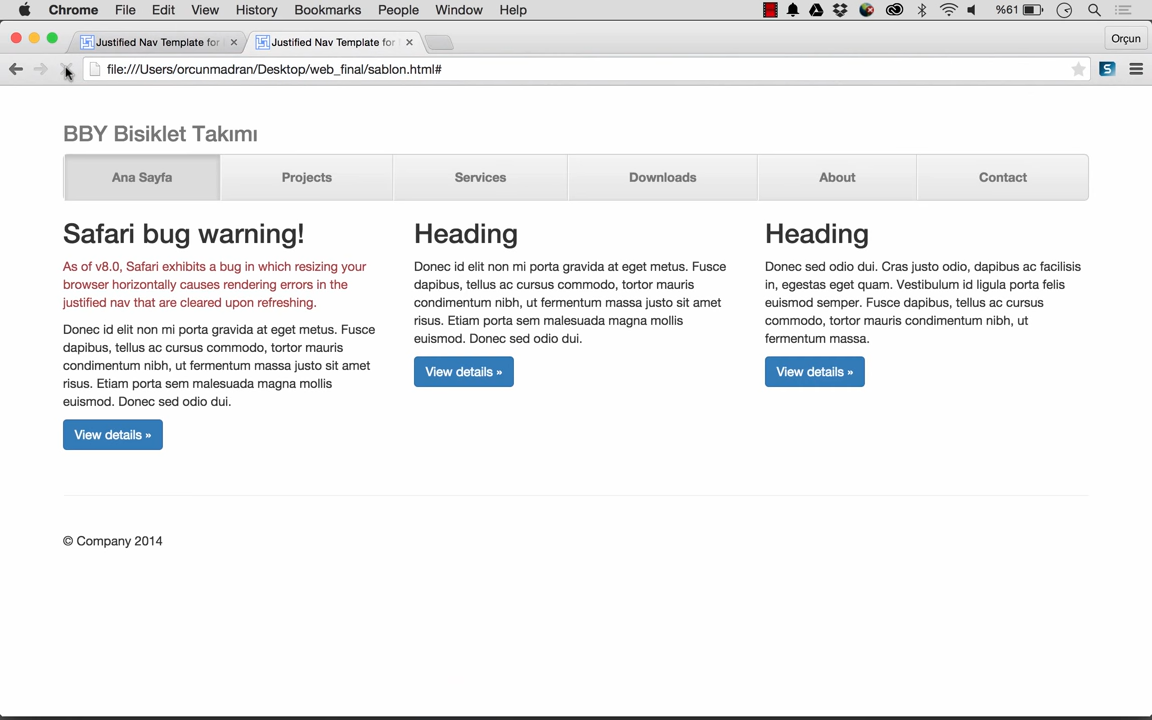 Chrome File Edit View History Bookmarks People Window Help %61
Justified Nav Template for Justified Nav Template for Orçun
file:///Users/orcunmadran/Desktop/web_final/sablon.html#
BBY Bisiklet Takımı
Ana Sayfa Projects Services Downloads About Contact
Safari bug warning!
As of v8.0, Safari exhibits a bug in which resizing your
browser horizontally causes rendering errors in the
justified nav that are cleared upon refreshing.
Donec id elit non mi porta gravida at eget metus. Fusce
dapibus, tellus ac cursus commodo, tortor mauris
condimentum nibh, ut fermentum massa justo sit amet
risus. Etiam porta sem malesuada magna mollis
euismod. Donec sed odio dui.
View details »
Heading
Donec id elit non mi porta gravida at eget metus. Fusce
dapibus, tellus ac cursus commodo, tortor mauris
condimentum nibh, ut fermentum massa justo sit amet
risus. Etiam porta sem malesuada magna mollis
euismod. Donec sed odio dui.
View details »
Heading
Donec sed odio dui. Cras justo odio, dapibus ac facilisis
in, egestas eget quam. Vestibulum id ligula porta felis
euismod semper. Fusce dapibus, tellus ac cursus
commodo, tortor mauris condimentum nibh, ut
fermentum massa.
View details »
© Company 2014